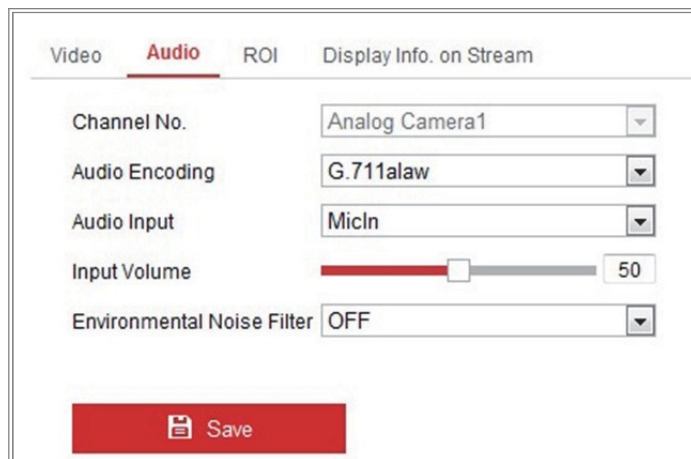 Video Audio ROI Display Info. on Stream
Channel No. Analog Camera1
Audio Encoding G.711alaw
Audio Input MicIn
Input Volume 50
Environmental Noise Filter OFF
Save